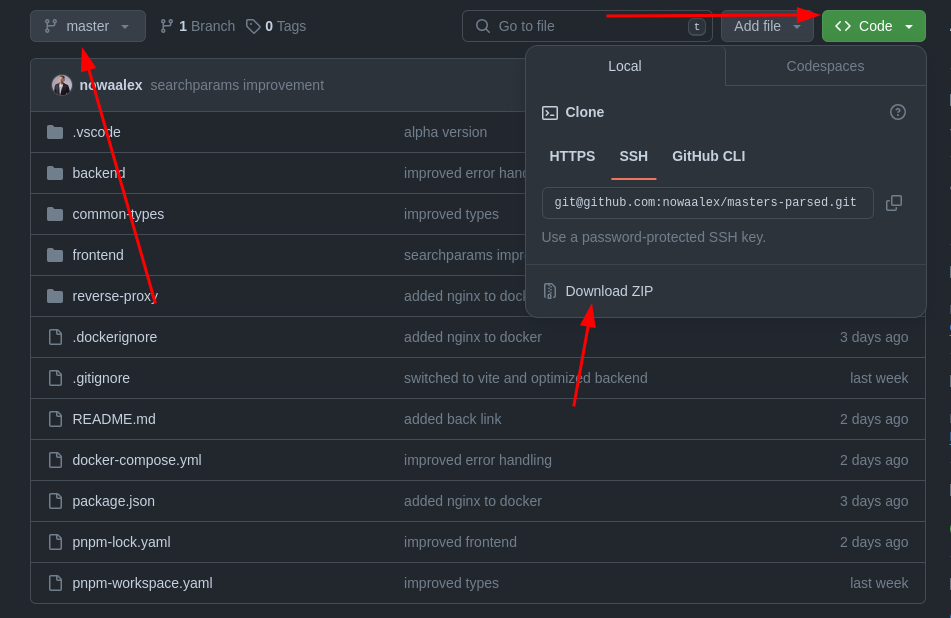 master
1 Branch
0 Tags
Go to file
t
Add file
Code
nowaalex searchparams improvement
Local
Codespaces
Clone
HTTPS
SSH
GitHub CLI
git@github.com:nowaalex/masters-parsed.git
Use a password-protected SSH key.
Download ZIP
.vscode alpha version
backend improved error hand
common-types improved types
frontend searchparams impr
reverse-proxy added nginx to dock
.dockerignore added nginx to docker 3 days ago
.gitignore switched to vite and optimized backend last week
README.md added back link 2 days ago
docker-compose.yml improved error handling 2 days ago
package.json added nginx to docker 3 days ago
pnpm-lock.yaml improved frontend 2 days ago
pnpm-workspace.yaml improved types last week